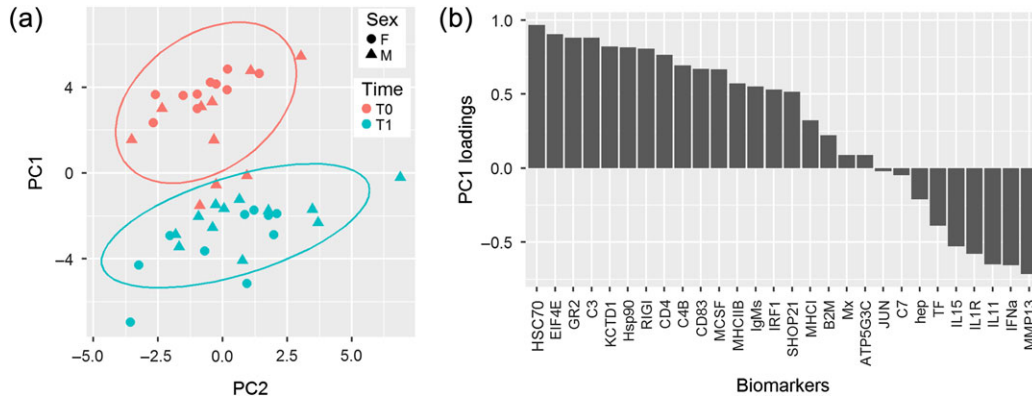 (a)
Sex
F
M
Time
T0
T1
4
0
−4
PC1
−5.0 −2.5 0.0 2.5 5.0
PC2
(b)
1.0
0.5
0.0
−0.5
PC1 loadings
HSC70
EIF4E
GR2
C3
KCTD1
Hsp90
RIGI
CD4
C4B
CD83
MCSF
MHCIIB
IgMs
IRF1
SHOP21
MHCI
B2M
Mx
ATP5G3C
JUN
C7
hep
TF
IL15
IL1R
IL11
IFNa
MMP13
Biomarkers